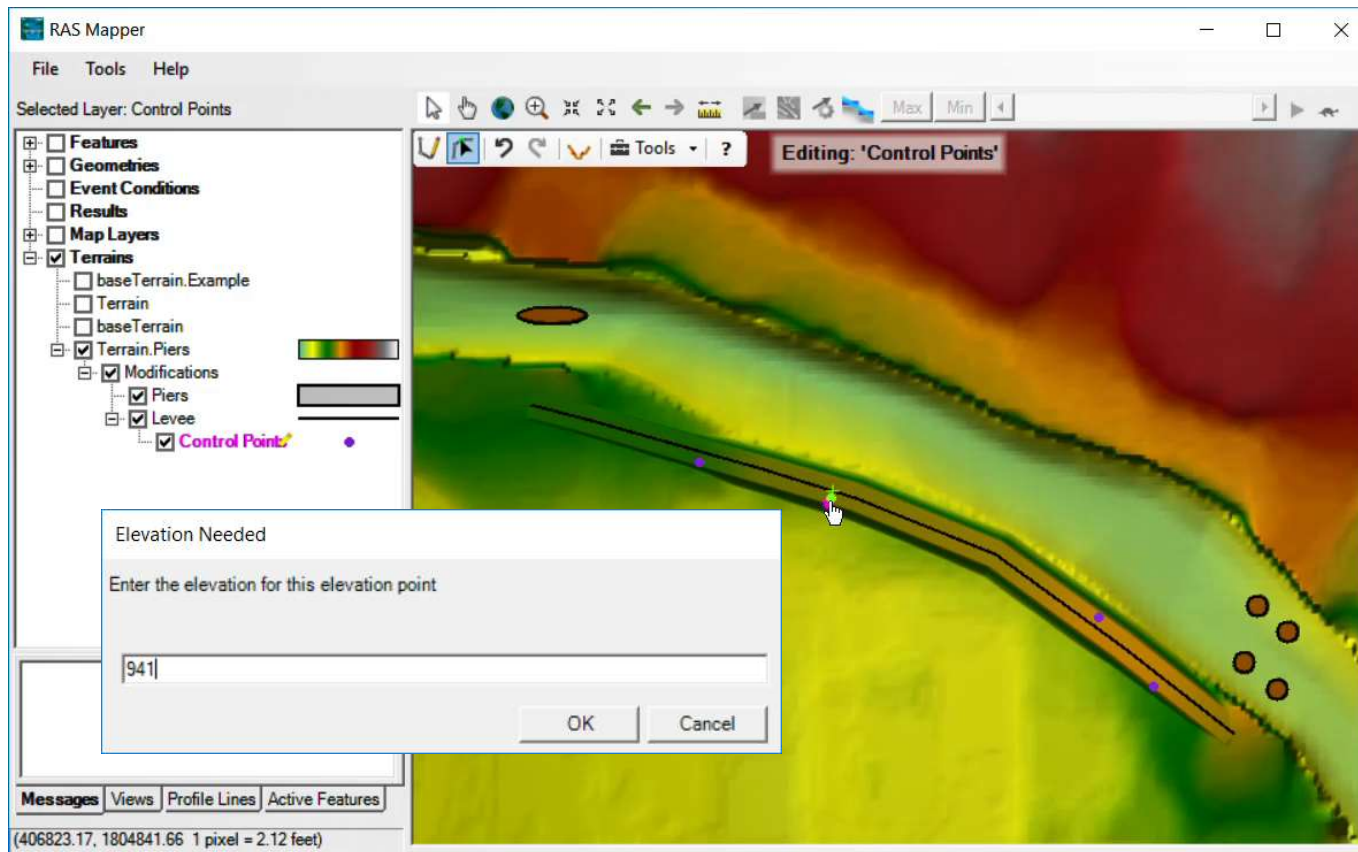 RAS Mapper
File Tools Help
Selected Layer: Control Points
Max Min
Features
Geometries
Event Conditions
Results
Map Layers
Terrains
baseTerrain.Example
Terrain
baseTerrain
Terrain.Piers
Modifications
Piers
Levee
Control Points
Tools ?
Editing: 'Control Points'
Elevation Needed
Enter the elevation for this elevation point
941
OK Cancel
Messages Views Profile Lines Active Features
(406823.17, 1804841.66 1 pixel = 2.12 feet)